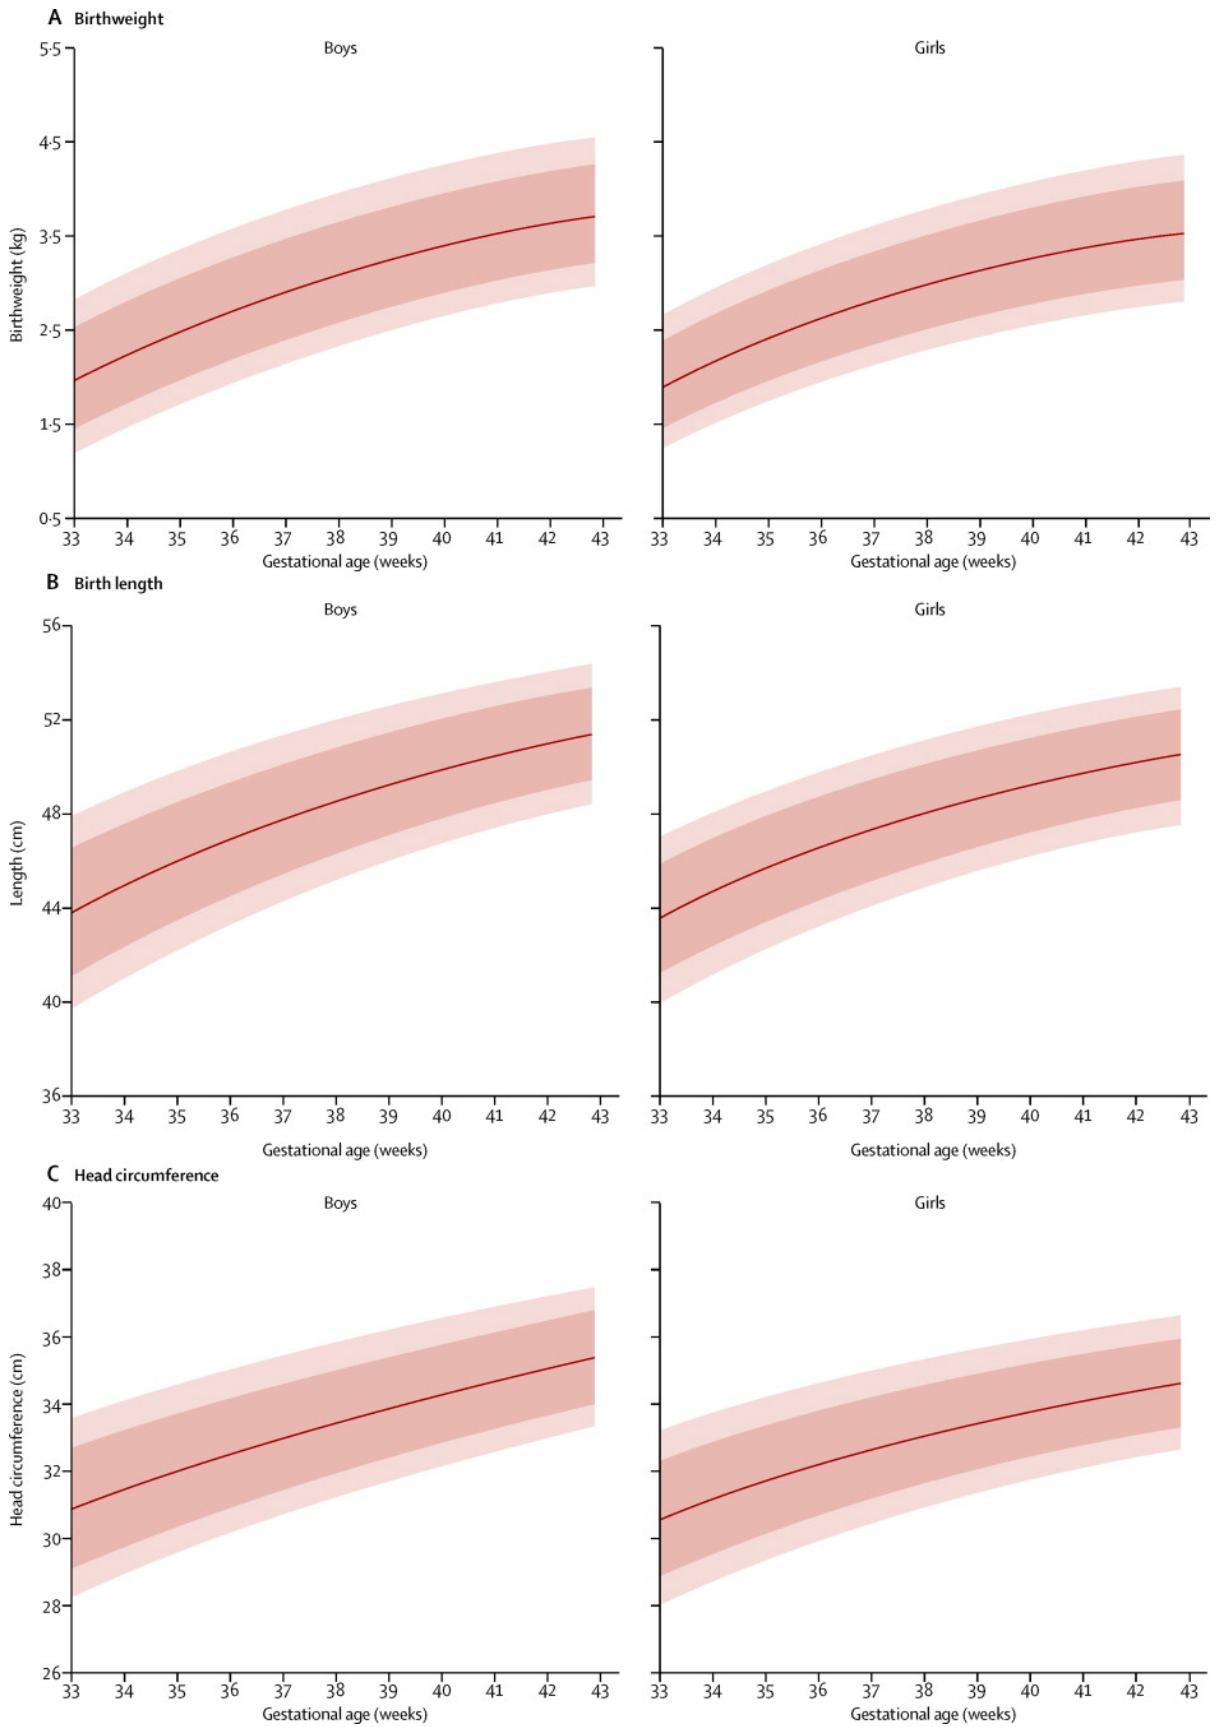 A Birthweight
Boys
Girls
5·5
4·5
3·5
2·5
1·5
0·5
Birthweight (kg)
33 34 35 36 37 38 39 40 41 42 43
33 34 35 36 37 38 39 40 41 42 43
Gestational age (weeks)
Gestational age (weeks)
B Birth length
Boys
Girls
56
52
48
44
40
36
Length (cm)
33 34 35 36 37 38 39 40 41 42 43
33 34 35 36 37 38 39 40 41 42 43
Gestational age (weeks)
Gestational age (weeks)
C Head circumference
Boys
Girls
40
38
36
34
32
30
28
26
Head circumference (cm)
33 34 35 36 37 38 39 40 41 42 43
33 34 35 36 37 38 39 40 41 42 43
Gestational age (weeks)
Gestational age (weeks)